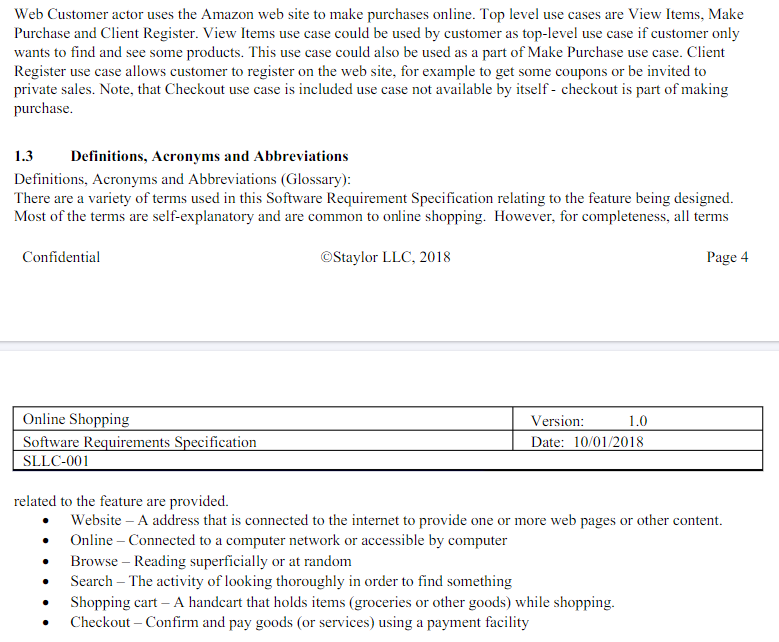 Web Customer actor uses the Amazon web site to make purchases online. Top level use cases are View Items, Make
Purchase and Client Register. View Items use case could be used by customer as top-level use case if customer only
wants to find and see some products. This use case could also be used as a part of Make Purchase use case. Client
Register use case allows customer to register on the web site, for example to get some coupons or be invited to
private sales. Note, that Checkout use case is included use case not available by itself - checkout is part of making
purchase.
1.3 Definitions, Acronyms and Abbreviations
Definitions, Acronyms and Abbreviations (Glossary):
There are a variety of terms used in this Software Requirement Specification relating to the feature being designed.
Most of the terms are self-explanatory and are common to online shopping. However, for completeness, all terms
Confidential ©Staylor LLC, 2018 Page 4
Online Shopping Version: 1.0
Software Requirements Specification Date: 10/01/2018
SLLC-001
related to the feature are provided.
• Website – A address that is connected to the internet to provide one or more web pages or other content.
• Online – Connected to a computer network or accessible by computer
• Browse – Reading superficially or at random
• Search – The activity of looking thoroughly in order to find something
• Shopping cart – A handcart that holds items (groceries or other goods) while shopping.
• Checkout – Confirm and pay goods (or services) using a payment facility